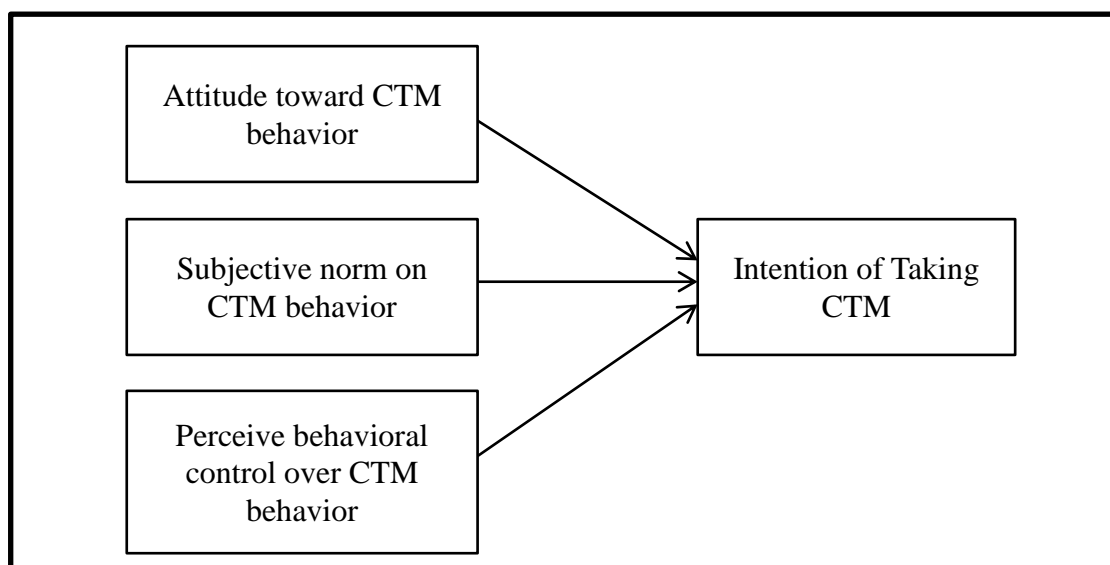 Attitude toward CTM
behavior
Subjective norm on
CTM behavior
Perceive behavioral
control over CTM
behavior
Intention of Taking
CTM